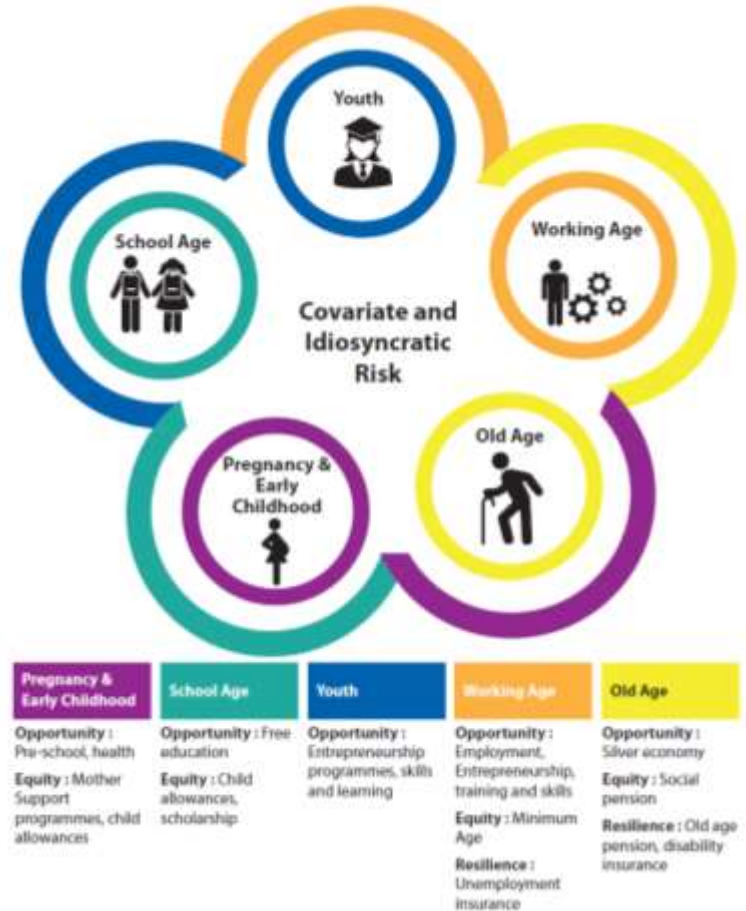 Youth
School Age
Working Age
Covariate and
Idiosyncratic
Risk
Pregnancy &
Early
Childhood
Old Age
Pregnancy &
Early Childhood
Opportunity :
Pre-school, health
Equity : Mother
Support
programmes, child
allowances
School Age
Opportunity : Free
education
Equity : Child
allowances,
scholarship
Youth
Opportunity :
Entrepreneurship
programmes, skills
and learning
Working Age
Opportunity :
Employment,
Entrepreneurship,
training and skills
Equity : Minimum
Age
Resilience :
Unemployment
insurance
Old Age
Opportunity :
Silver economy
Equity : Social
pension
Resilience : Old age
pension, disability
insurance